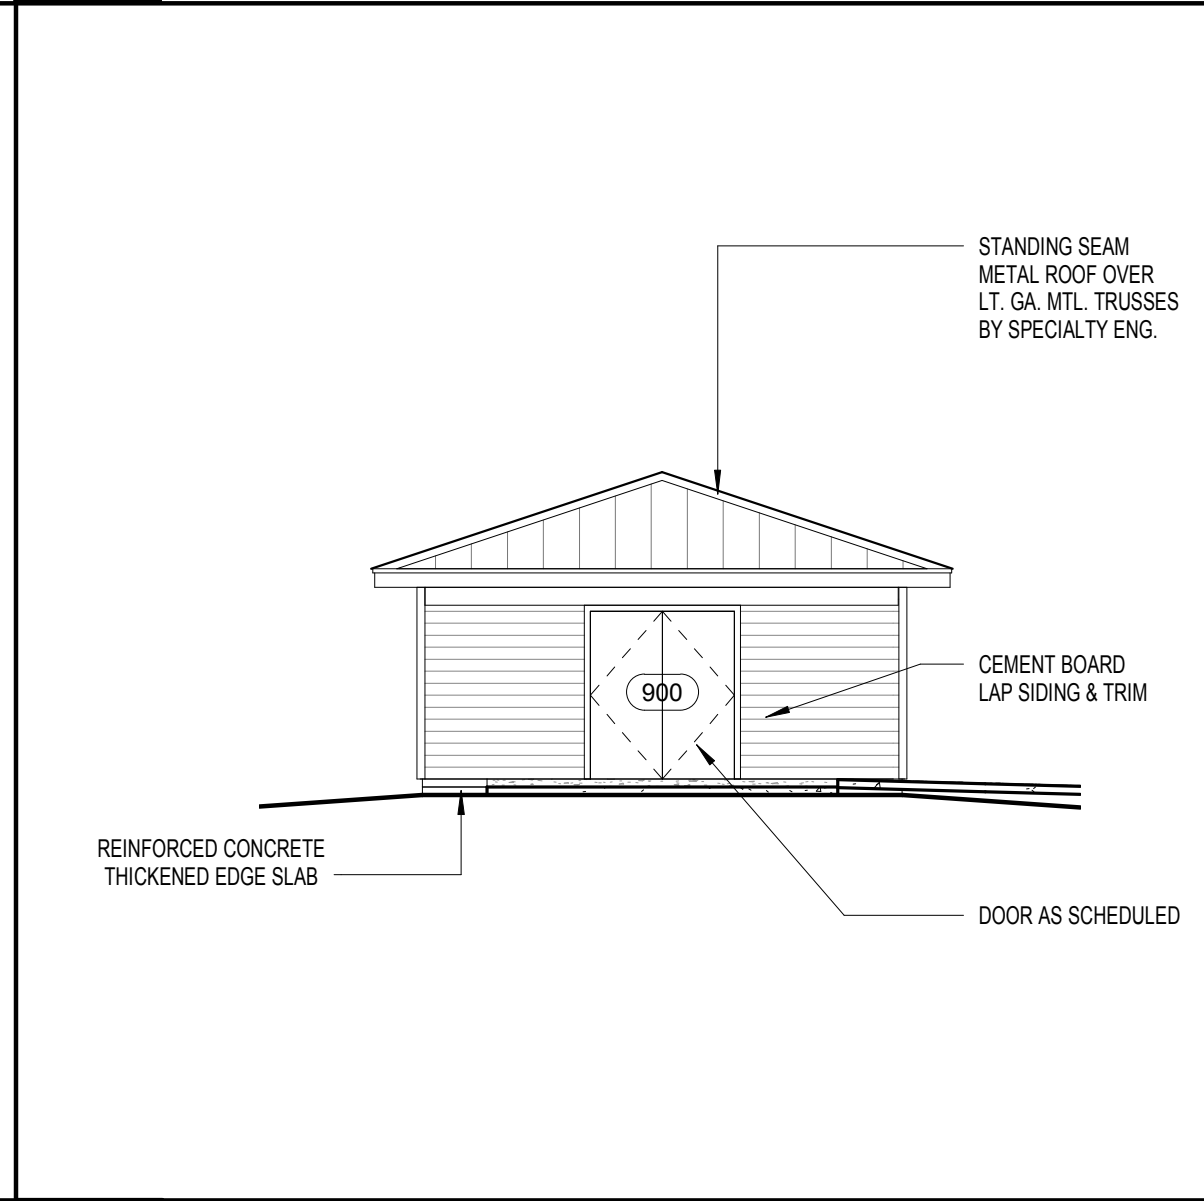 STANDING SEAM
METAL ROOF OVER
LT. GA. MTL. TRUSSES
BY SPECIALTY ENG.
CEMENT BOARD
LAP SIDING & TRIM
900
REINFORCED CONCRETE
THICKENED EDGE SLAB
DOOR AS SCHEDULED